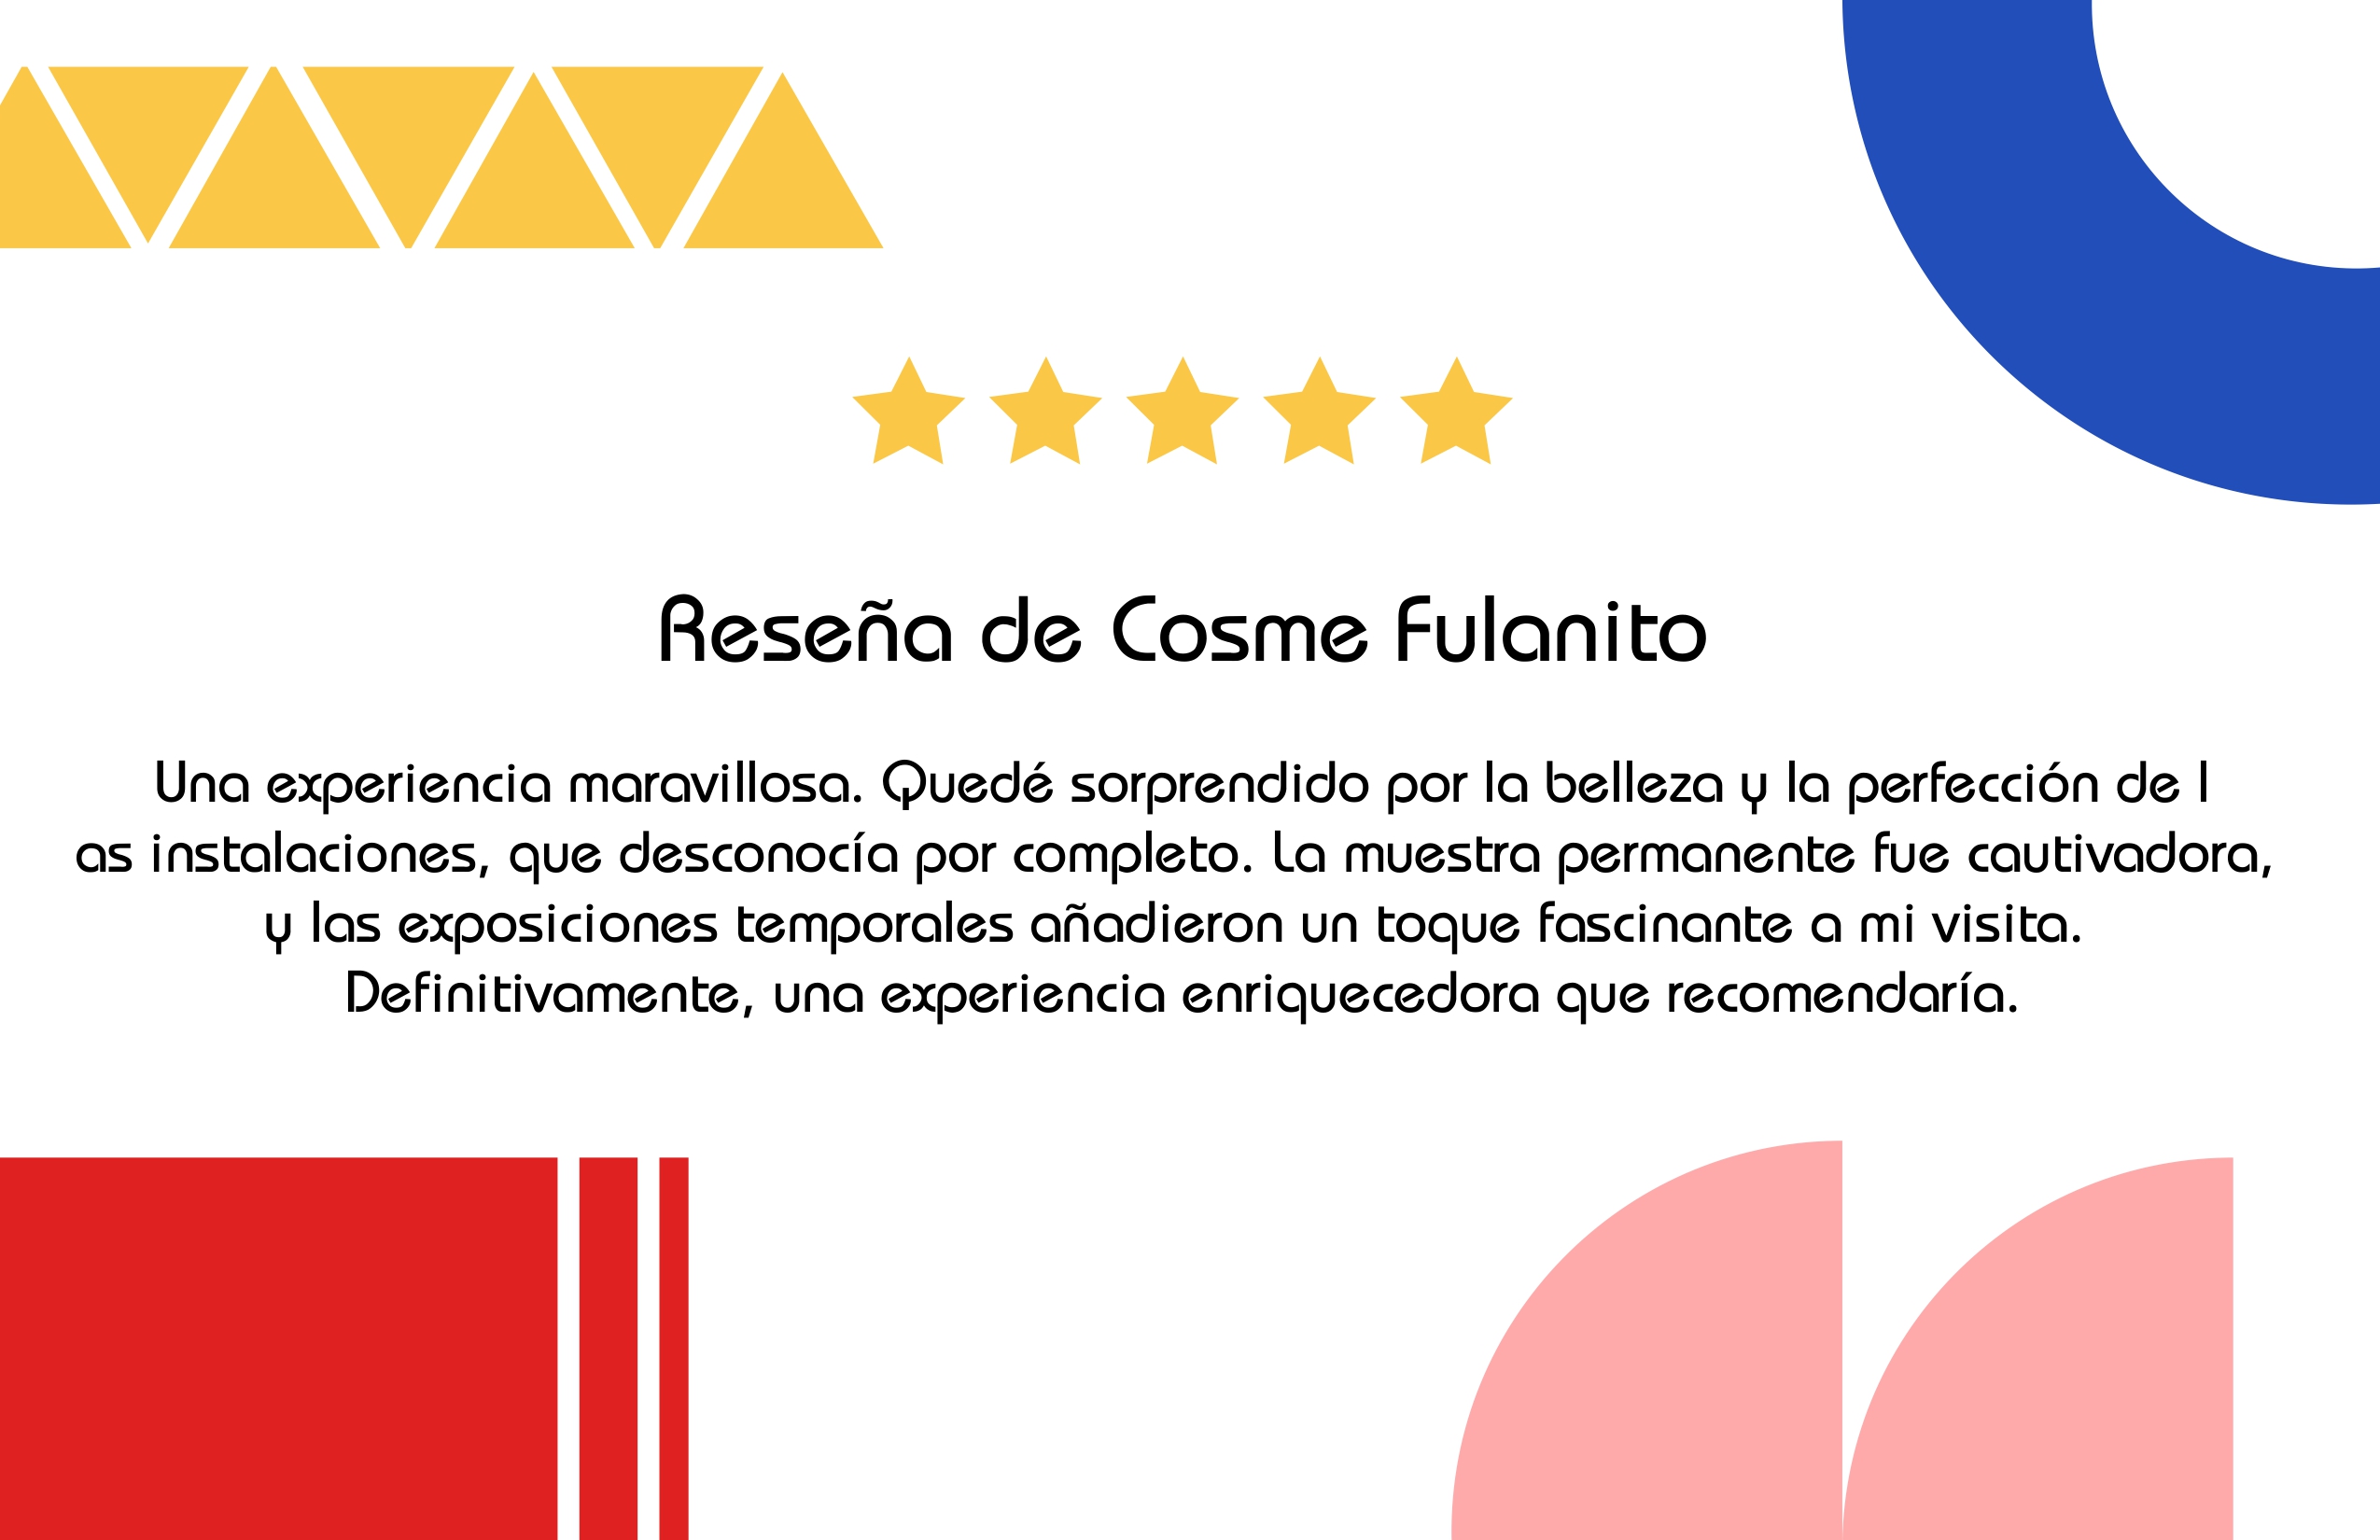 Reseña de Cosme Fulanito
Una experiencia maravillosa. Quedé sorprendido por la belleza y la perfección de l
as instalaciones, que desconocía por completo. La muestra permanente fue cautivadora,
y las exposiciones temporales añadieron un toque fascinante a mi visita.
Definitivamente, una experiencia enriquecedora que recomendaría.